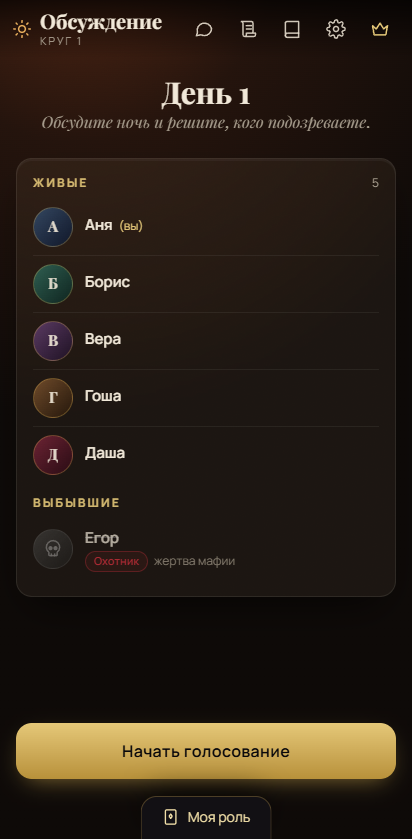 Обсуждение
КРУГ 1
День 1
Обсудите ночь и решите, кого подозреваете.
ЖИВЫЕ 5
А Аня (вы)
Б Борис
В Вера
Г Гоша
Д Даша
ВЫБЫВШИЕ
Егор
Охотник жертва мафии
Начать голосование
Моя роль